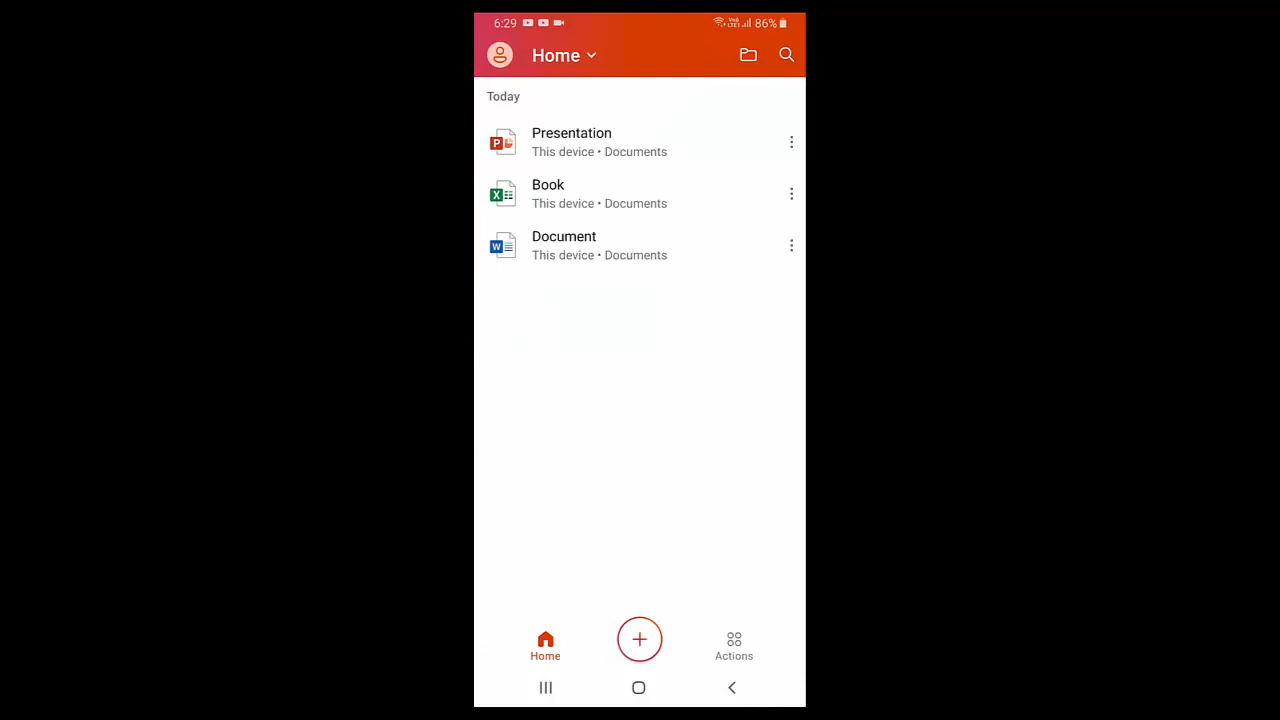 6:29 86%
Home
Today
Presentation
This device • Documents
Book
This device • Documents
Document
This device • Documents
Home
Actions